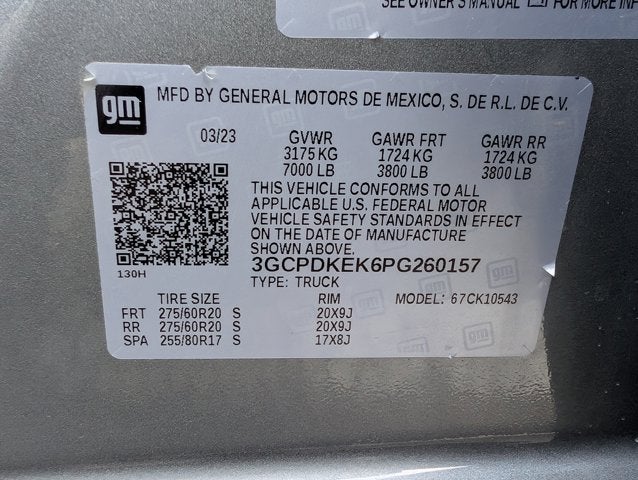 SEE OWNER'S MANUAL FOR MORE
gm
MFD BY GENERAL MOTORS DE MEXICO, S. DE R.L. DE C.V.
03/23 GVWR GAWR FRT GAWR RR
3175 KG 1724 KG 1724 KG
7000 LB 3800 LB 3800 LB
THIS VEHICLE CONFORMS TO ALL
APPLICABLE U.S. FEDERAL MOTOR
VEHICLE SAFETY STANDARDS IN EFFECT
ON THE DATE OF MANUFACTURE
SHOWN ABOVE.
3GCPDKEK6PG260157
130H
TYPE: TRUCK
TIRE SIZE RIM MODEL: 67CK10543
FRT 275/60R20 S 20X9J
RR 275/60R20 S 20X9J
SPA 255/80R17 S 17X8J